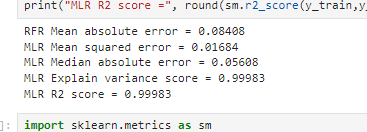 print("MLR R2 score =", round(sm.r2_score(y_train,y_
RFR Mean absolute error = 0.08408
MLR Mean squared error = 0.01684
MLR Median absolute error = 0.05608
MLR Explain variance score = 0.99983
MLR R2 score = 0.99983
]: import sklearn.metrics as sm